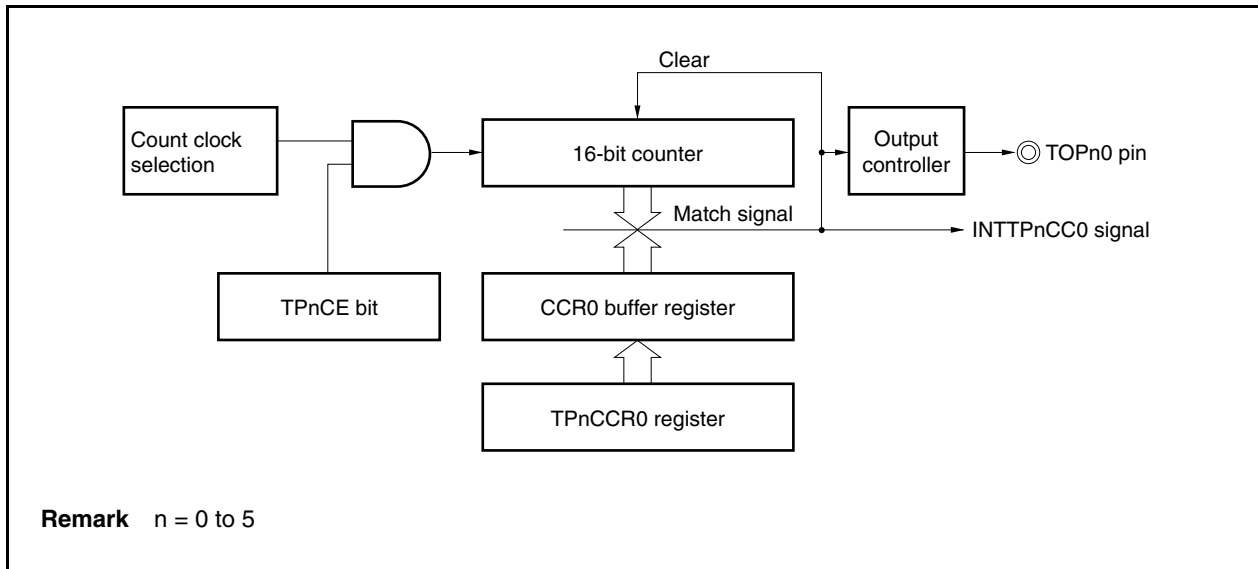 Clear
Count clock
selection
16-bit counter
Output
controller
TOPn0 pin
Match signal
INTTPnCC0 signal
TPnCE bit
CCR0 buffer register
TPnCCR0 register
Remark n = 0 to 5